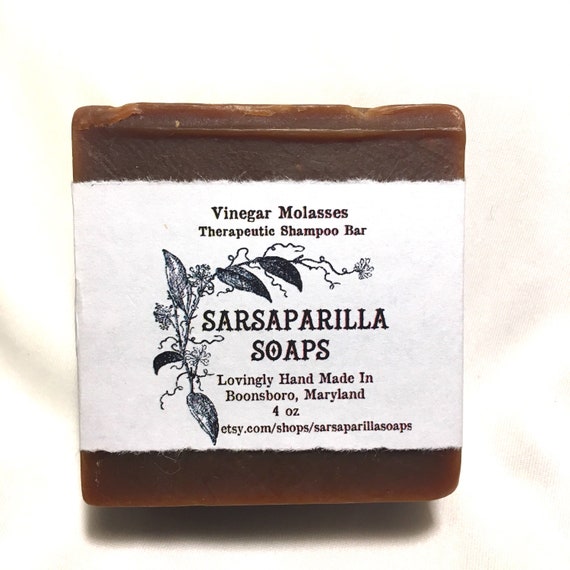 Vinegar Molasses
Therapeutic Shampoo Bar
SARSAPARILLA
SOAPS
Lovingly Hand Made In
Boonsboro, Maryland
4 oz
etsy.com/shops/sarsaparillasoaps